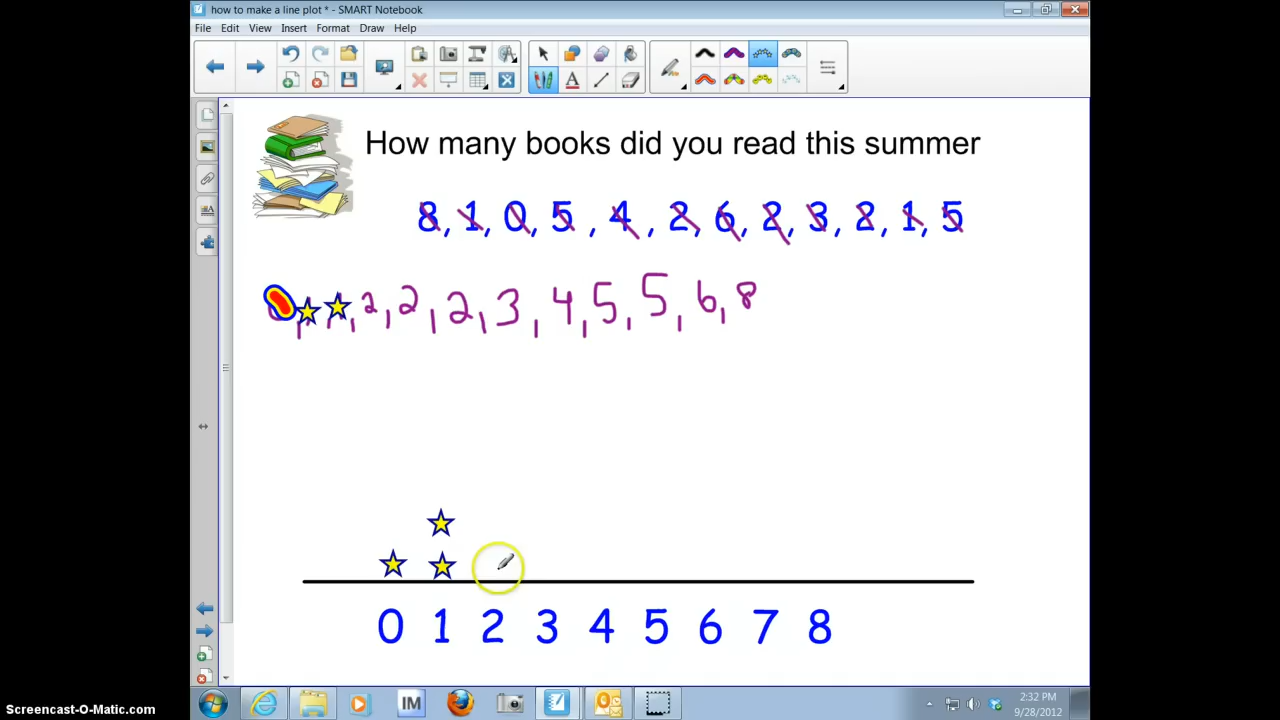 how to make a line plot * - SMART Notebook
File Edit View Insert Format Draw Help
How many books did you read this summer
8, 1, 0, 5, 4, 2, 6, 2, 3, 2, 1, 5
2, 2, 2, 3, 4, 5, 5, 6, 8
0 1 2 3 4 5 6 7 8
IM
2:32 PM
9/28/2012
Screencast-O-Matic.com